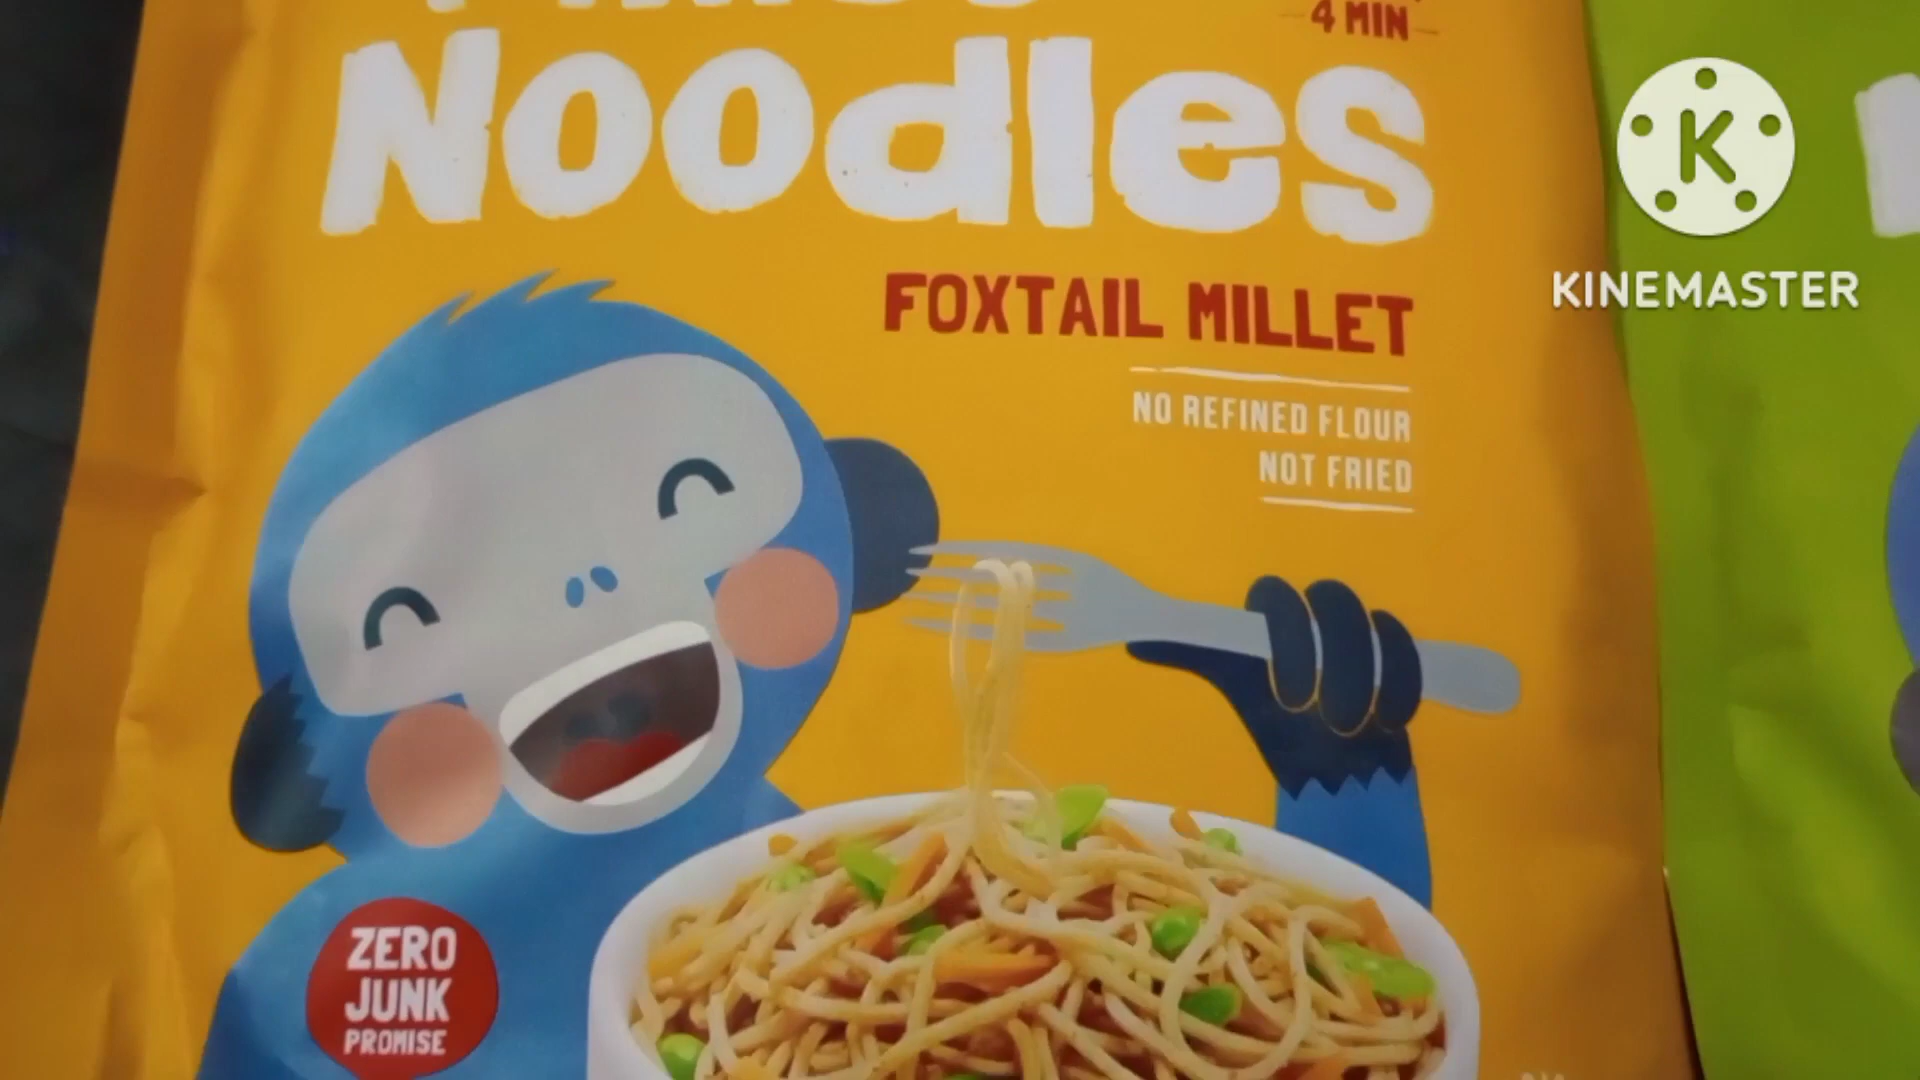 4 MIN
Noodles
K
KINEMASTER
FOXTAIL MILLET
NO REFINED FLOUR
NOT FRIED
ZERO
JUNK
PROMISE